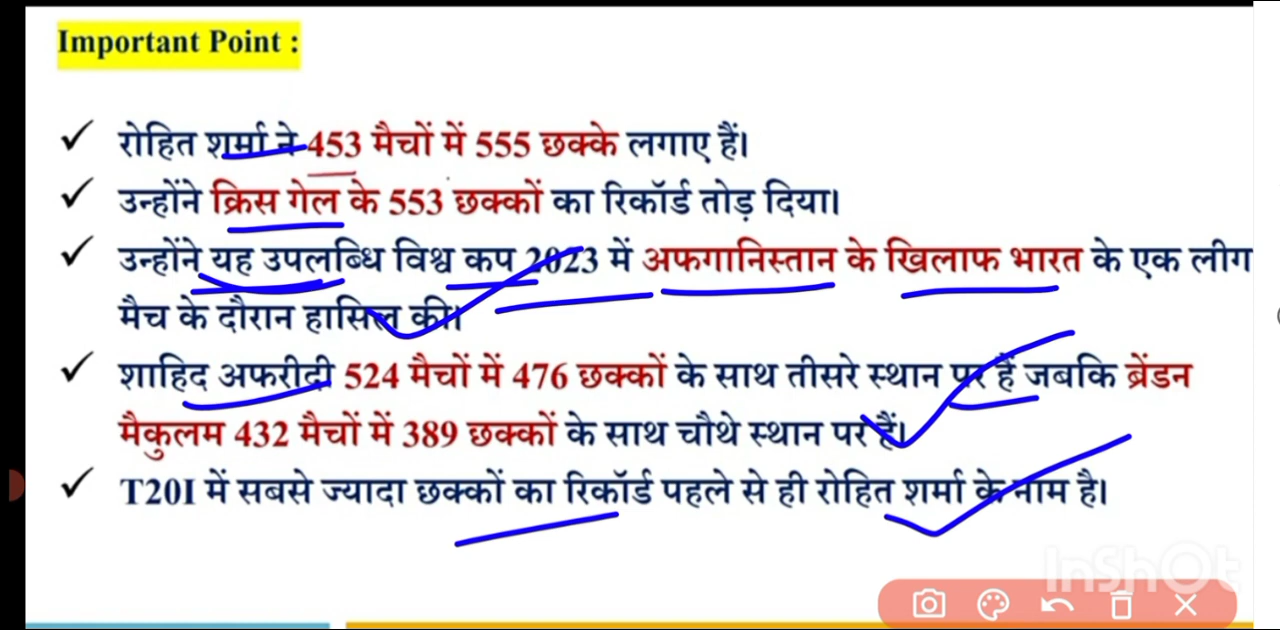 Important Point :
✓ रोहित शर्मा ने 453 मैचों में 555 छक्के लगाए हैं।
✓ उन्होंने क्रिस गेल के 553 छक्कों का रिकॉर्ड तोड़ दिया।
✓ उन्होंने यह उपलब्धि विश्व कप 2023 में अफगानिस्तान के खिलाफ भारत के एक लीग
मैच के दौरान हासिल की।
✓ शाहिद अफरीदी 524 मैचों में 476 छक्कों के साथ तीसरे स्थान पर हैं जबकि ब्रेंडन
मैकुलम 432 मैचों में 389 छक्कों के साथ चौथे स्थान पर हैं।
✓ T20I में सबसे ज्यादा छक्कों का रिकॉर्ड पहले से ही रोहित शर्मा के नाम है।
InShOt